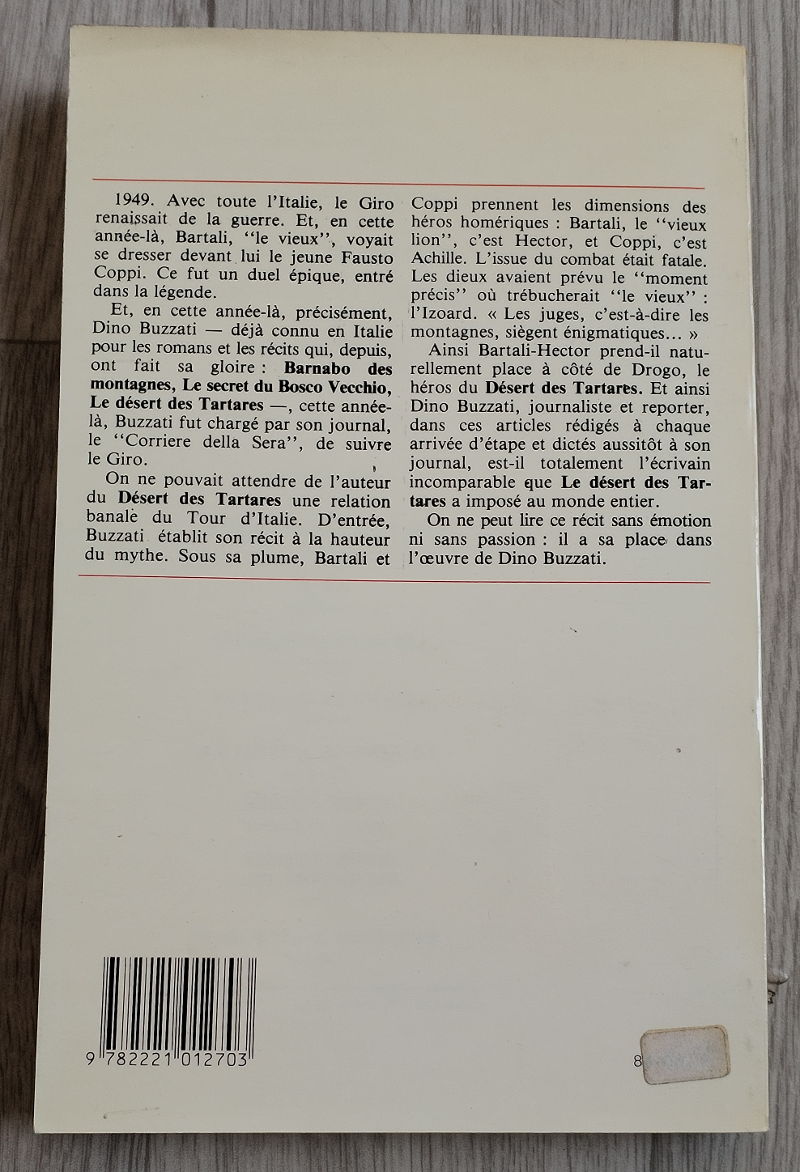 1949. Avec toute l'Italie, le Giro
renaissait de la guerre. Et, en cette
année-là, Bartali, ‘‘le vieux’’, voyait
se dresser devant lui le jeune Fausto
Coppi. Ce fut un duel épique, entré
dans la légende.
Et, en cette année-là, précisément,
Dino Buzzati — déjà connu en Italie
pour les romans et les récits qui, depuis,
ont fait sa gloire : Barnabo des
montagnes, Le secret du Bosco Vecchio,
Le désert des Tartares —, cette année-
là, Buzzati fut chargé par son journal,
le ‘‘Corriere della Sera’’, de suivre
le Giro.
On ne pouvait attendre de l'auteur
du Désert des Tartares une relation
banale du Tour d'Italie. D'entrée,
Buzzati établit son récit à la hauteur
du mythe. Sous sa plume, Bartali et
Coppi prennent les dimensions des
héros homériques : Bartali, le ‘‘vieux
lion’’, c'est Hector, et Coppi, c'est
Achille. L'issue du combat était fatale.
Les dieux avaient prévu le ‘‘moment
précis’’ où trébucherait ‘‘le vieux’’ :
l'Izoard. « Les juges, c'est-à-dire les
montagnes, siègent énigmatiques... »
Ainsi Bartali-Hector prend-il natu-
rellement place à côté de Drogo, le
héros du Désert des Tartares. Et ainsi
Dino Buzzati, journaliste et reporter,
dans ces articles rédigés à chaque
arrivée d'étape et dictés aussitôt à son
journal, est-il totalement l'écrivain
incomparable que Le désert des Tar-
tares a imposé au monde entier.
On ne peut lire ce récit sans émotion
ni sans passion : il a sa place dans
l'œuvre de Dino Buzzati.
9 782221 012703
8